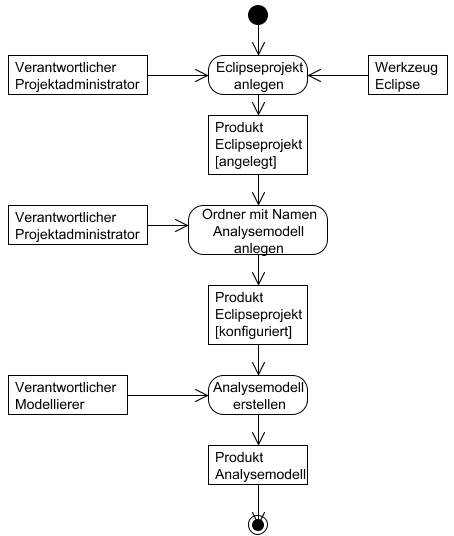 Verantwortlicher
Projektadministrator
Eclipseprojekt
anlegen
Werkzeug
Eclipse
Produkt
Eclipseprojekt
[angelegt]
Verantwortlicher
Projektadministrator
Ordner mit Namen
Analysemodell
anlegen
Produkt
Eclipseprojekt
[konfiguriert]
Verantwortlicher
Modellierer
Analysemodell
erstellen
Produkt
Analysemodell